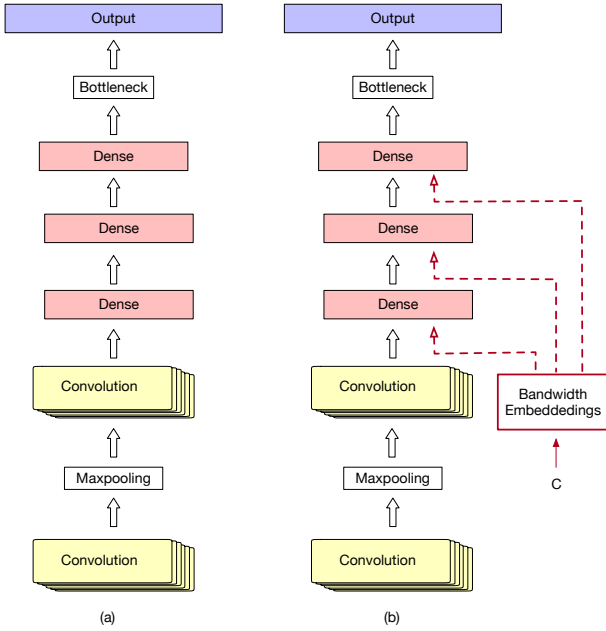 Output
Bottleneck
Dense
Dense
Dense
Convolution
Maxpooling
Convolution
(a)
Output
Bottleneck
Dense
Dense
Dense
Convolution
Maxpooling
Convolution
(b)
Bandwidth
Embeddedings
C